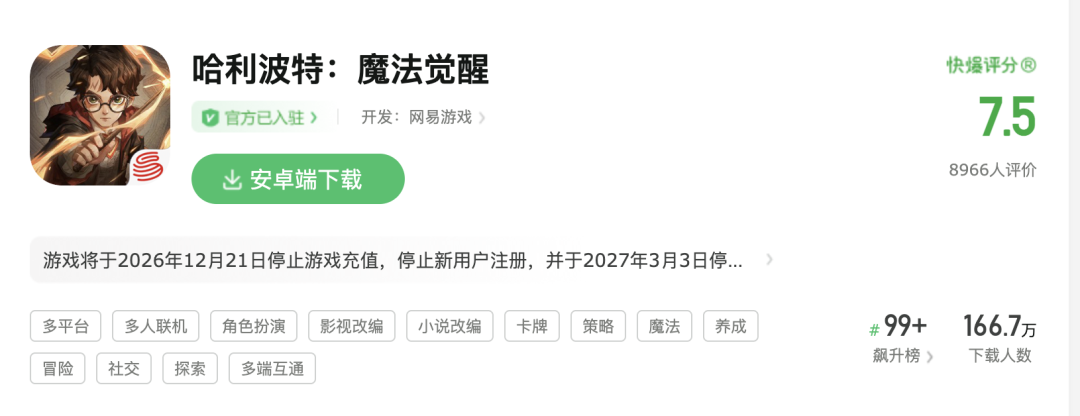 哈利波特：魔法觉醒
官方已入驻 开发：网易游戏
安卓端下载
快爆评分®
7.5
8966人评价
游戏将于2026年12月21日停止游戏充值，停止新用户注册，并于2027年3月3日停...
多平台 多人联机 角色扮演 影视改编 小说改编 卡牌 策略 魔法 养成
冒险 社交 探索 多端互通
#99+ 166.7万
飙升榜 下载人数